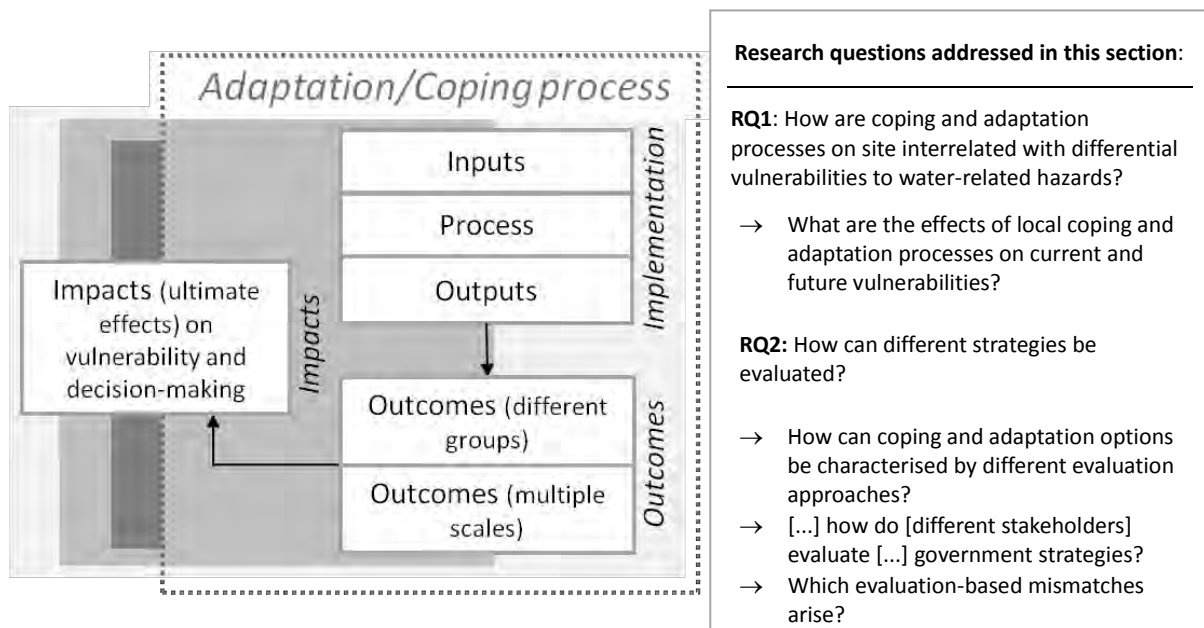 Adaptation/Coping process
Inputs
Process
Outputs
Implementation
Impacts (ultimate
effects) on
vulnerability and
decision-making
Impacts
Outcomes (different
groups)
Outcomes (multiple
scales)
Outcomes
Research questions addressed in this section:
RQ1: How are coping and adaptation
processes on site interrelated with differential
vulnerabilities to water-related hazards?
→ What are the effects of local coping and
adaptation processes on current and
future vulnerabilities?
RQ2: How can different strategies be
evaluated?
→ How can coping and adaptation options
be characterised by different evaluation
approaches?
→ [...] how do [different stakeholders]
evaluate [...] government strategies?
→ Which evaluation-based mismatches
arise?